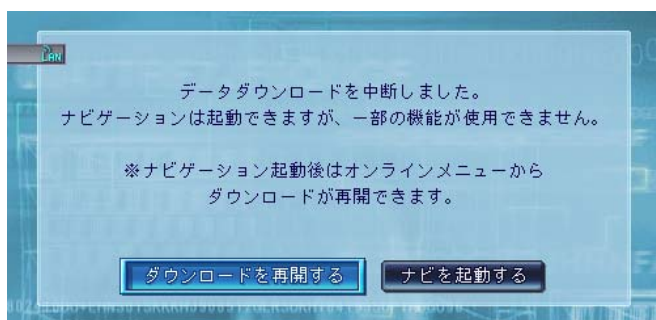 LAN
データダウンロードを中断しました。
ナビゲーションは起動できますが、一部の機能が使用できません。
※ナビゲーション起動後はオンラインメニューから
ダウンロードが再開できます。
ダウンロードを再開する
ナビを起動する